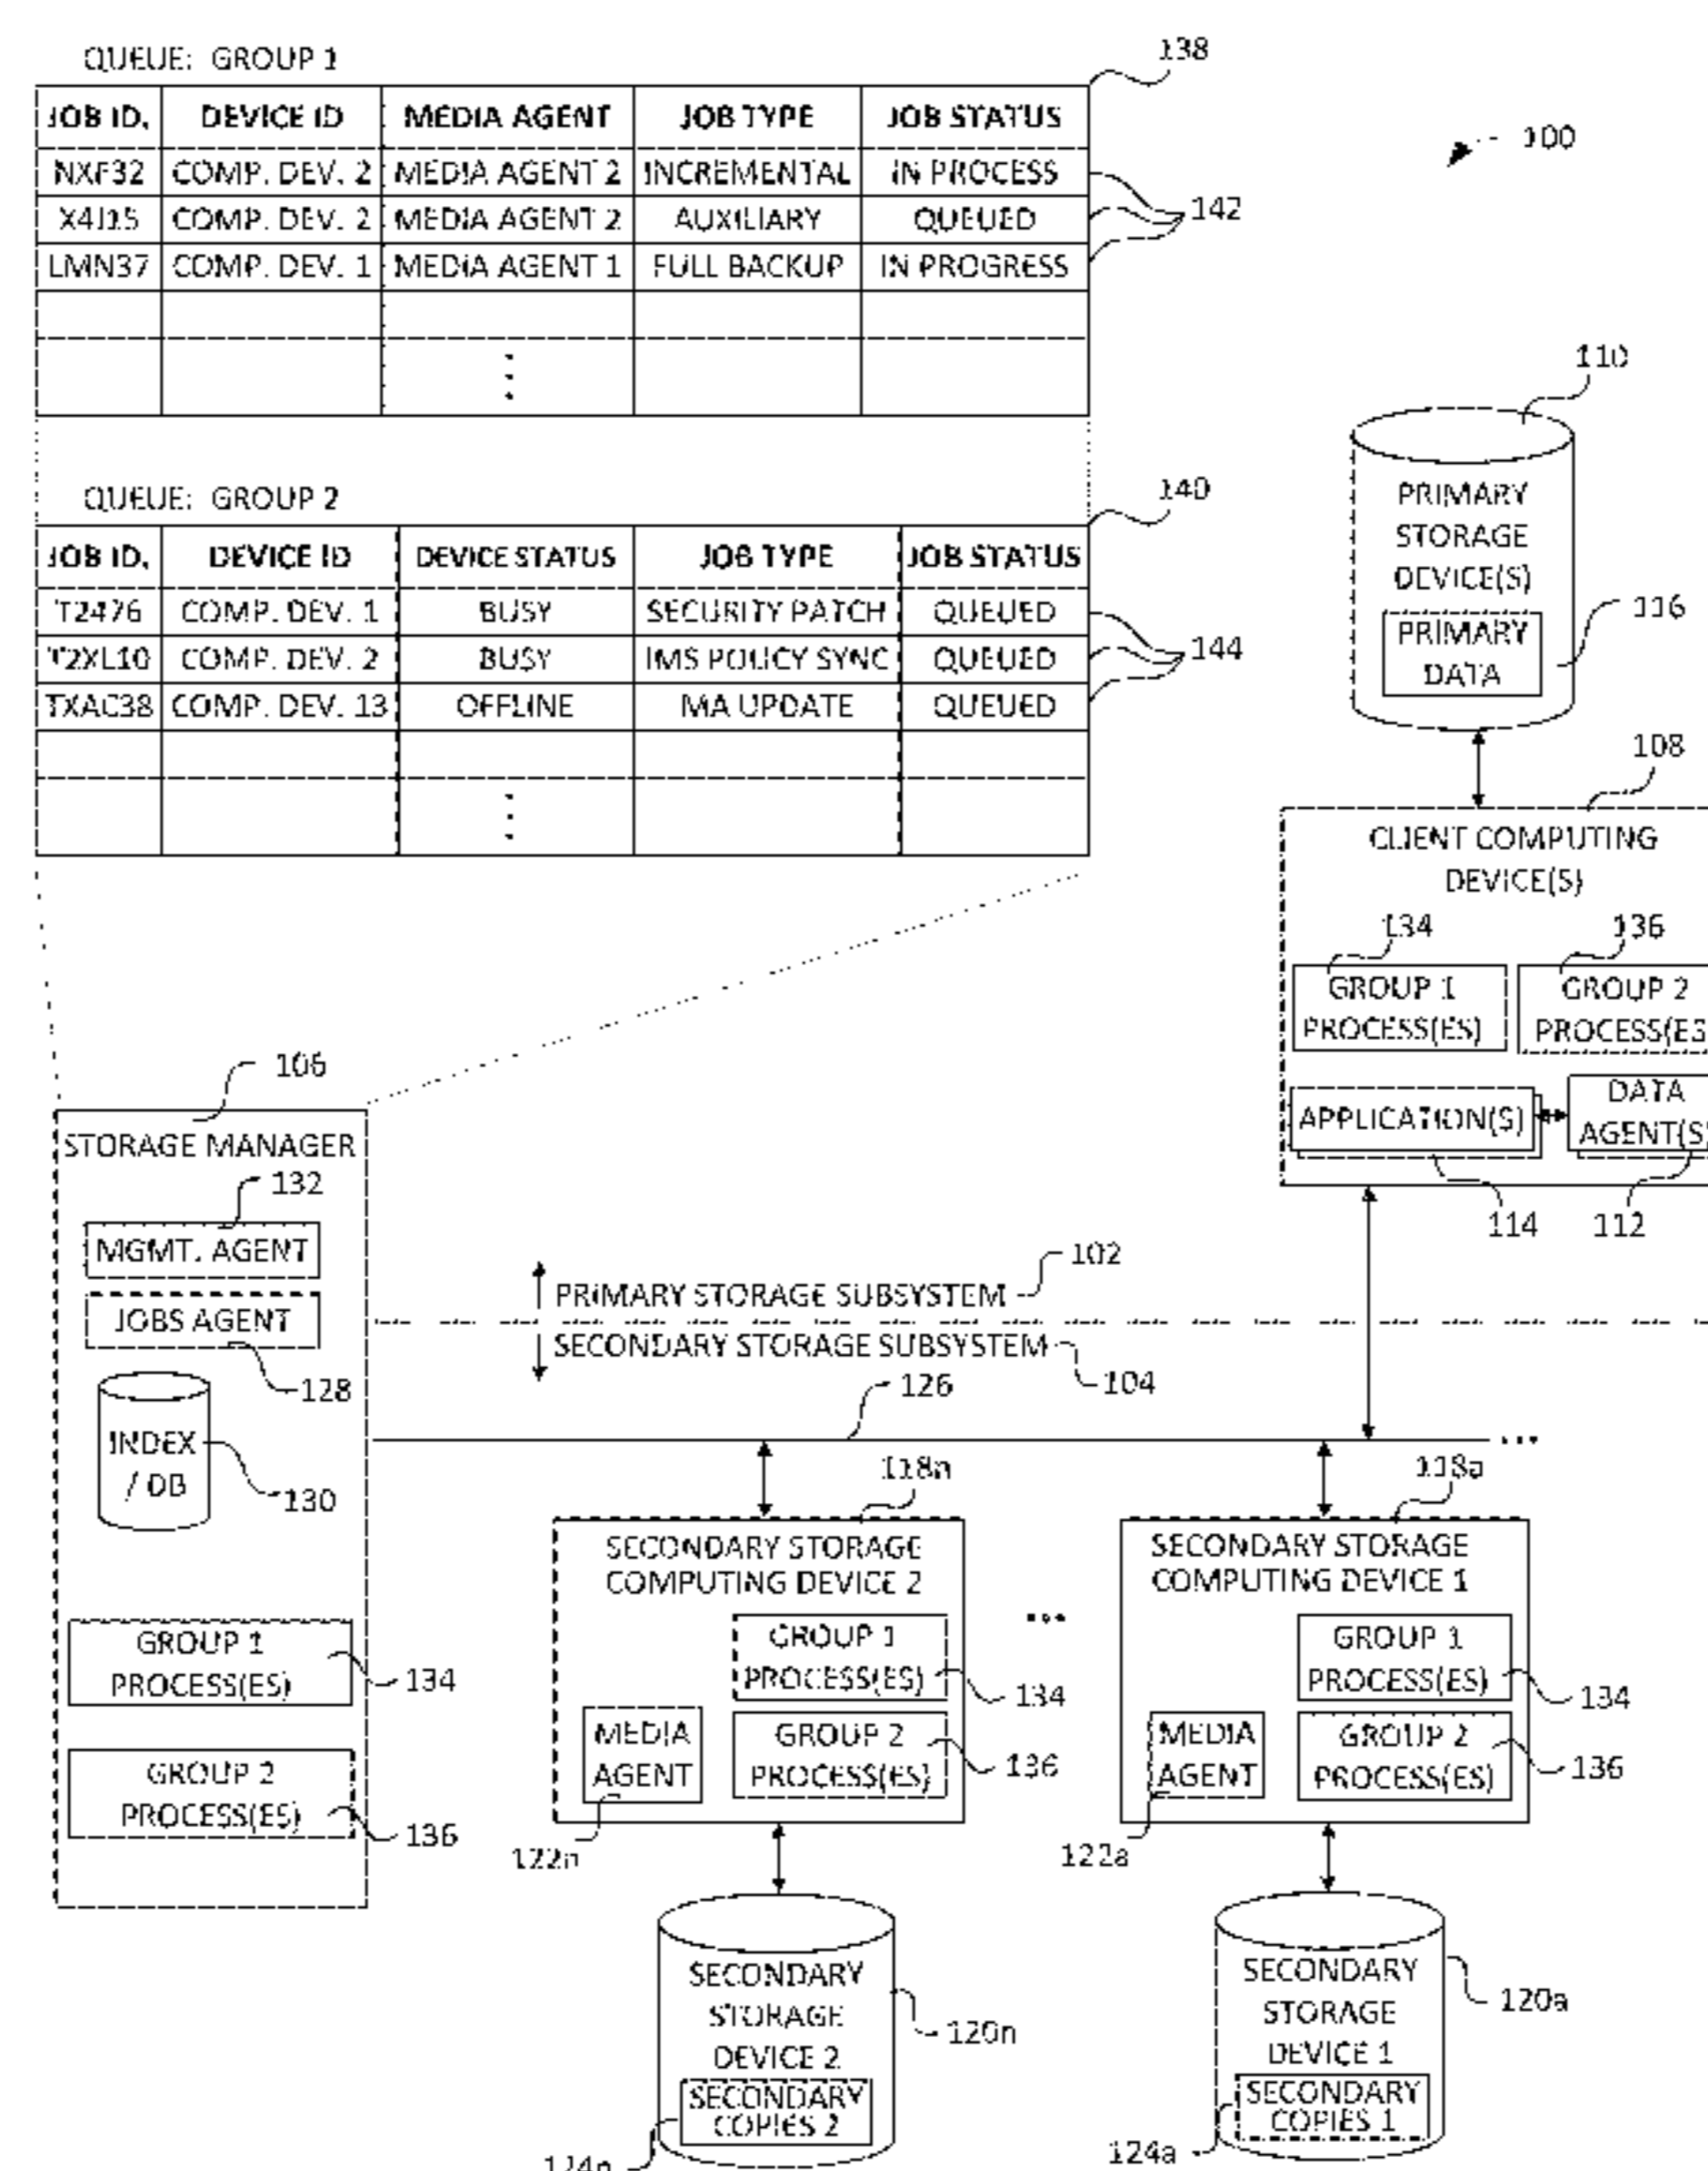 QUEUE: GROUP 1
138
JOB ID. DEVICE ID MEDIA AGENT JOB TYPE JOB STATUS
NXF32 COMP. DEV. 2 MEDIA AGENT 2 INCREMENTAL IN PROCESS
X4J15 COMP. DEV. 2 MEDIA AGENT 2 AUXILIARY QUEUED
LMN37 COMP. DEV. 1 MEDIA AGENT 1 FULL BACKUP IN PROGRESS
142
100
QUEUE: GROUP 2
140
JOB ID. DEVICE ID DEVICE STATUS JOB TYPE JOB STATUS
T2476 COMP. DEV. 1 BUSY SECURITY PATCH QUEUED
T2XL10 COMP. DEV. 2 BUSY IMS POLICY SYNC QUEUED
TXAC38 COMP. DEV. 13 OFFLINE MA UPDATE QUEUED
144
110
PRIMARY
STORAGE
DEVICE(S)
PRIMARY
DATA
116
108
CLIENT COMPUTING
DEVICE(S)
134
136
GROUP 1
PROCESS(ES)
GROUP 2
PROCESS(ES
APPLICATION(S)
DATA
AGENT(S)
114
112
106
STORAGE MANAGER
132
MGMT. AGENT
JOBS AGENT
128
INDEX
/ DB
130
GROUP 1
PROCESS(ES)
134
GROUP 2
PROCESS(ES)
136
PRIMARY STORAGE SUBSYSTEM
102
SECONDARY STORAGE SUBSYSTEM
104
126
118n
SECONDARY STORAGE
COMPUTING DEVICE 2
GROUP 1
PROCESS(ES)
134
MEDIA
AGENT
GROUP 2
PROCESS(ES)
136
122n
118a
SECONDARY STORAGE
COMPUTING DEVICE 1
GROUP 1
PROCESS(ES)
134
MEDIA
AGENT
GROUP 2
PROCESS(ES)
136
122a
SECONDARY
STORAGE
DEVICE 2
SECONDARY
COPIES 2
120n
124n
SECONDARY
STORAGE
DEVICE 1
SECONDARY
COPIES 1
120a
124a